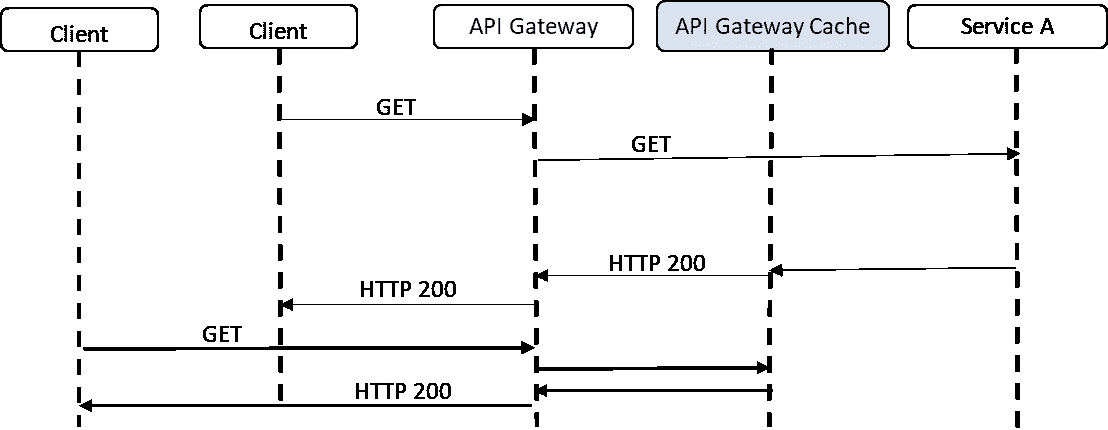 Client
Client
API Gateway
API Gateway Cache
Service A
GET
GET
HTTP 200
HTTP 200
GET
HTTP 200